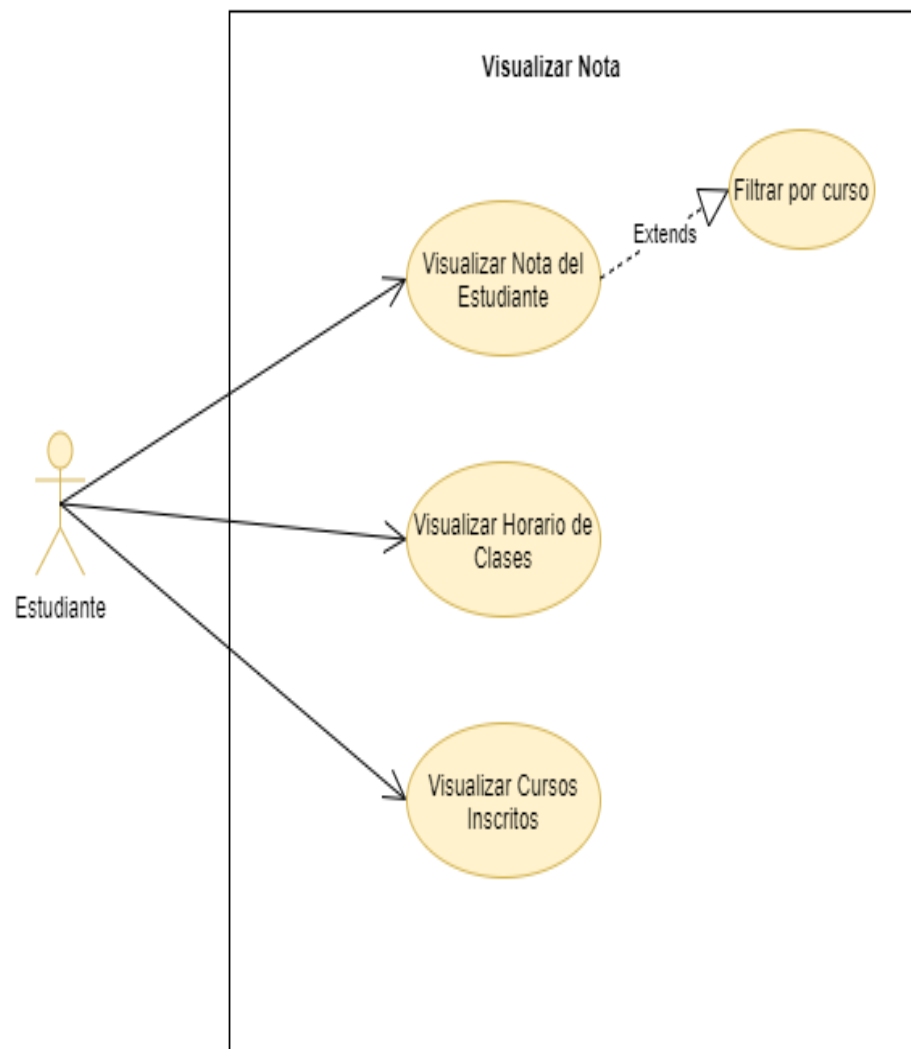 Visualizar Nota
Filtrar por curso
Extends
Visualizar Nota del
Estudiante
Visualizar Horario de
Clases
Estudiante
Visualizar Cursos
Inscritos